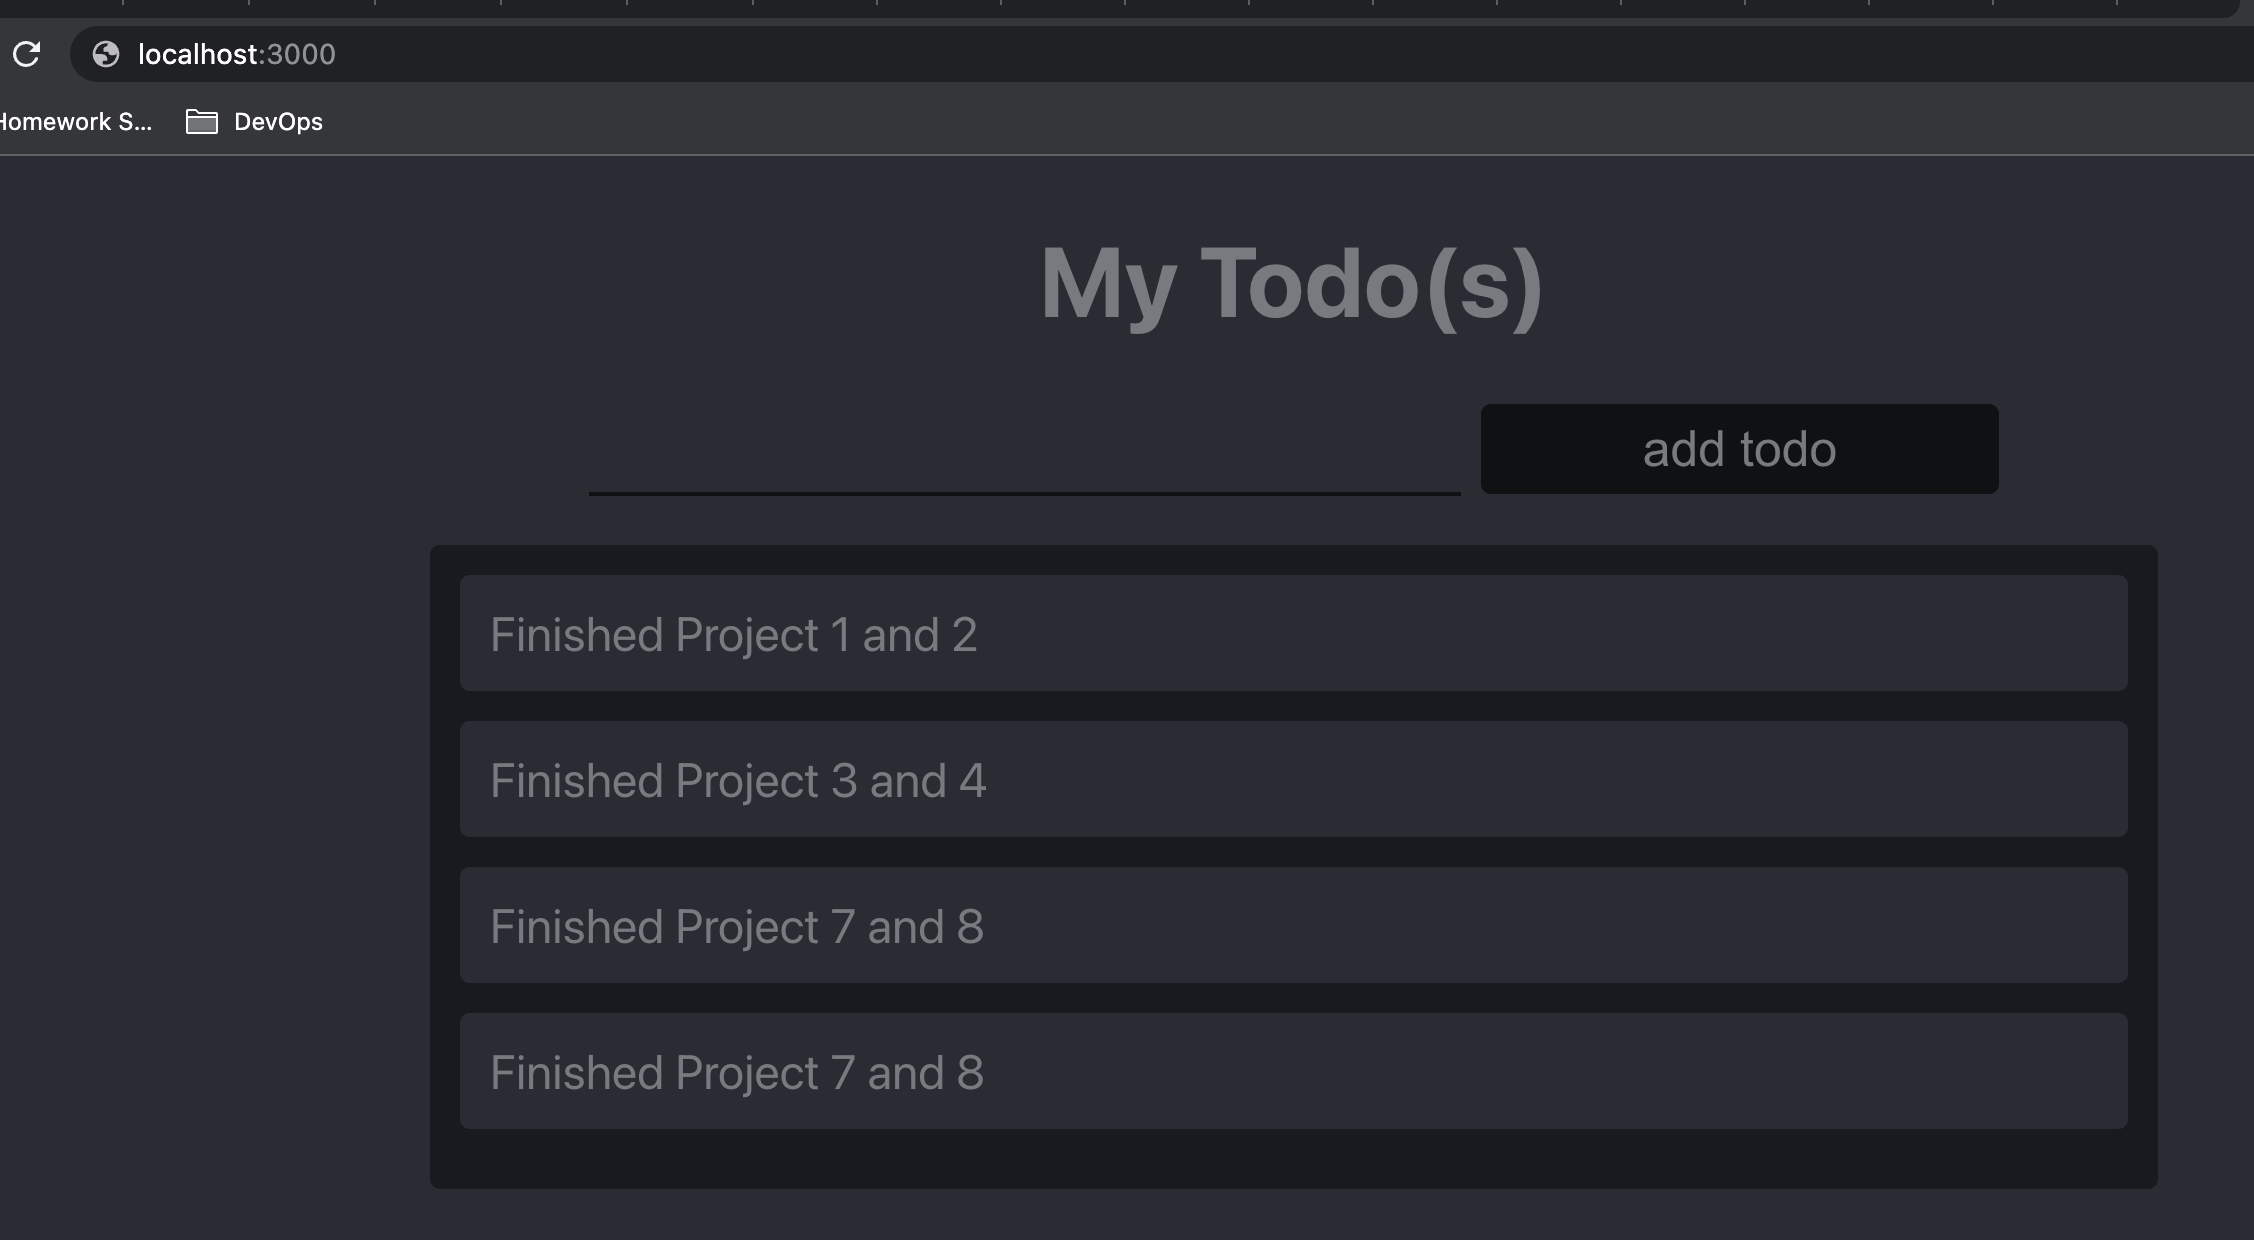 localhost:3000
Homework S...
DevOps
My Todo(s)
add todo
Finished Project 1 and 2
Finished Project 3 and 4
Finished Project 7 and 8
Finished Project 7 and 8